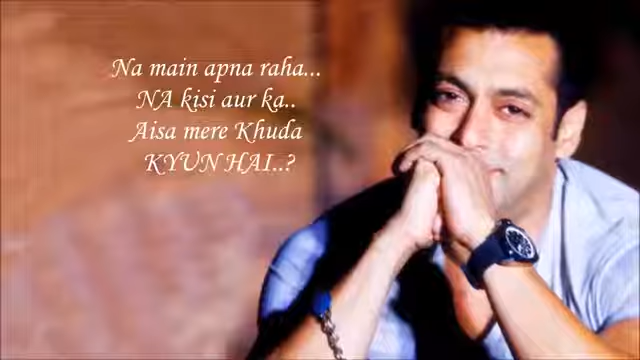 Na main apna raha...
NA kisi aur ka..
Aisa mere Khuda
KYUN HAI..?